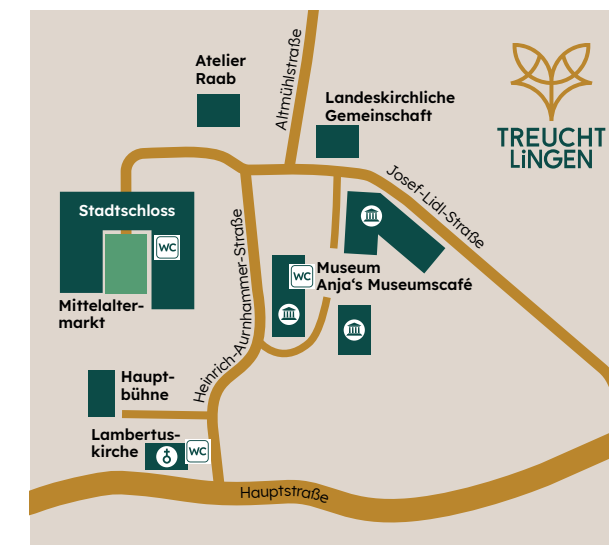 Atelier
Raab
Altmühlstraße
Landeskirchliche
Gemeinschaft
TREUCHT
LiNGEN
Josef-Lidl-Straße
Stadtschloss
WC
Mittelalter-
markt
Heinrich-Aurnhammer-Straße
WC
Museum
Anja‘s Museumscafé
Haupt-
bühne
Lambertus-
kirche
WC
Hauptstraße